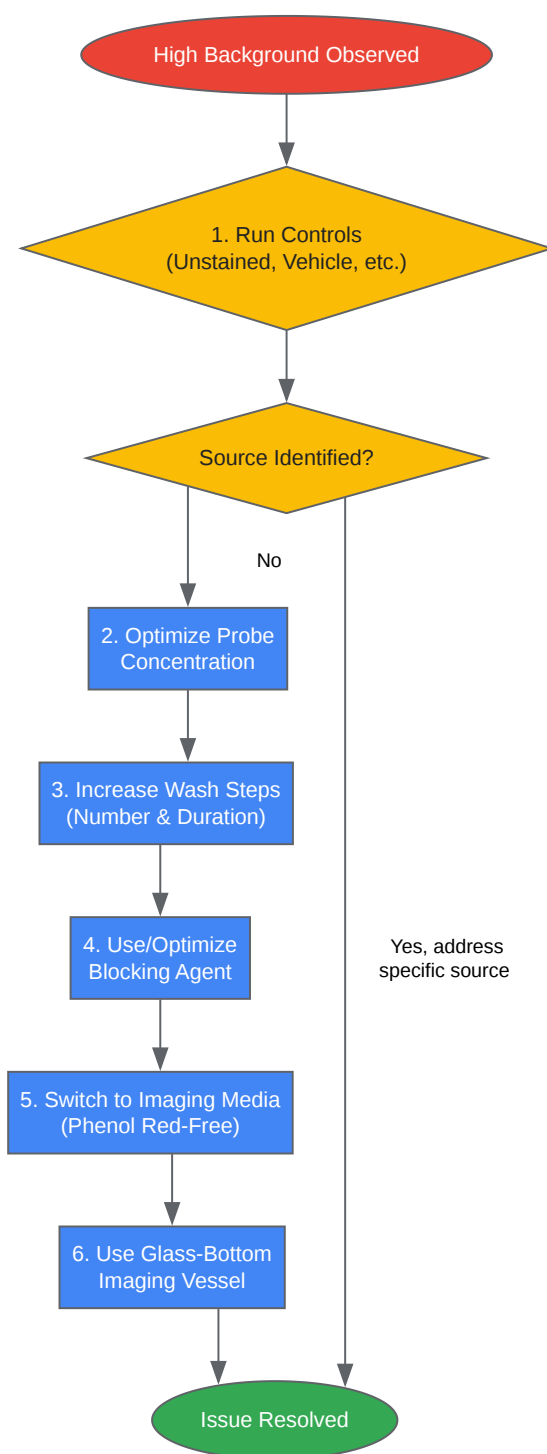 High Background Observed
1. Run Controls
(Unstained, Vehicle, etc.)
Source Identified?
No
2. Optimize Probe
Concentration
3. Increase Wash Steps
(Number & Duration)
4. Use/Optimize
Blocking Agent
Yes, address
specific source
5. Switch to Imaging Media
(Phenol Red-Free)
6. Use Glass-Bottom
Imaging Vessel
Issue Resolved